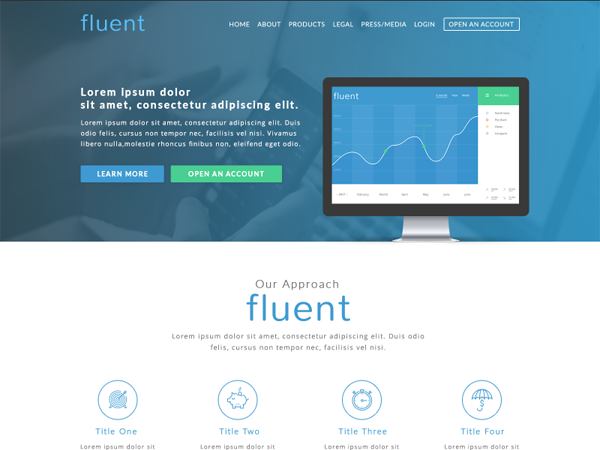 fluent
HOME ABOUT PRODUCTS LEGAL PRESS/MEDIA LOGIN OPEN AN ACCOUNT
Lorem ipsum dolor
sit amet, consectetur adipiscing elit.
Lorem ipsum dolor sit amet, consectetur adipiscing elit. Duis
odio felis, cursus non tempor nec, facilisis vel nisi. Vivamus
libero nulla,molestie rhoncus finibus non, eleifend eget odio.
LEARN MORE OPEN AN ACCOUNT
fluent
February March April May June
Our Approach
fluent
Lorem ipsum dolor sit amet, consectetur adipiscing elit. Duis odio
felis, cursus non tempor nec, facilisis vel nisi.
Title One Title Two Title Three Title Four
Lorem ipsum dolor sit Lorem ipsum dolor sit Lorem ipsum dolor sit Lorem ipsum dolor sit